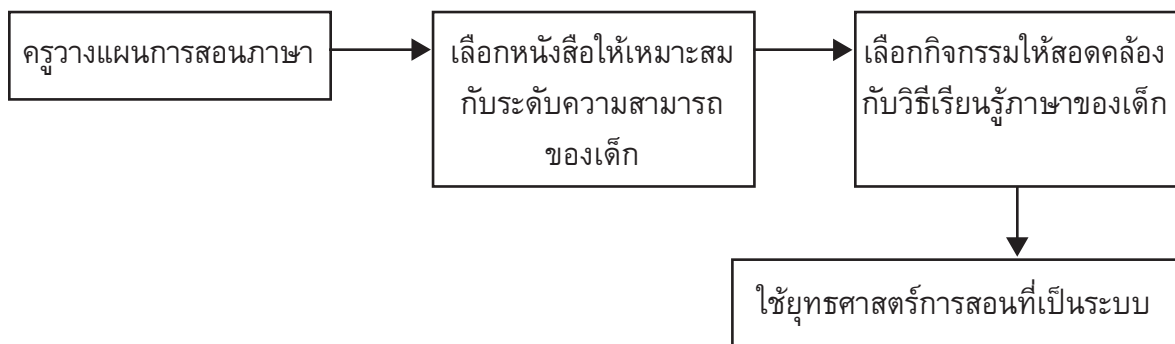 ครูวางแผนการสอนภาษา
เลือกหนังสือให้เหมาะสม
กับระดับความสามารถ
ของเด็ก
เลือกกิจกรรมให้สอดคล้อง
กับวิธีเรียนรู้ภาษาของเด็ก
ใช้ยุทธศาสตร์การสอนที่เป็นระบบ